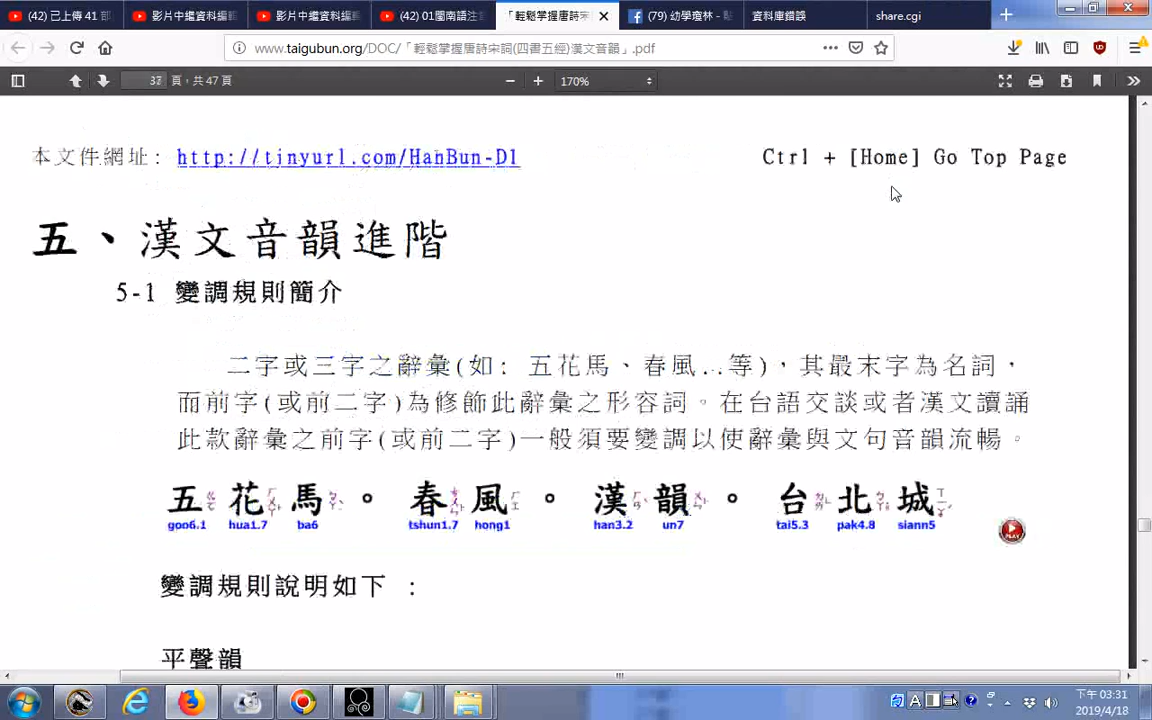 (42) 已上傳 41 部
影片中繼資料編輯
影片中繼資料編輯
(42) 01閩南語注音
「輕鬆掌握唐詩宋
(79) 幼學瓊林 -
資料庫錯誤
share.cgi
www.taigubun.org/DOC/「輕鬆掌握唐詩宋詞(四書五經)漢文音韻」.pdf
37 頁，共 47 頁
170%
本文件網址: http://tinyurl.com/HanBun-D1
Ctrl + [Home] Go Top Page
五、漢文音韻進階
5-1 變調規則簡介
二字或三字之辭彙(如: 五花馬、春風...等)，其最末字為名詞，
而前字(或前二字)為修飾此辭彙之形容詞。在台語交談或者漢文讀誦
此款辭彙之前字(或前二字)一般須要變調以使辭彙與文句音韻流暢。
五花馬。 春風。 漢韻。 台北城
goo6.1 hua1.7 ba6 tshun1.7 hong1 han3.2 un7 tai5.3 pak4.8 siann5
PLAY
變調規則說明如下 :
平聲韻
下午 03:31
2019/4/18